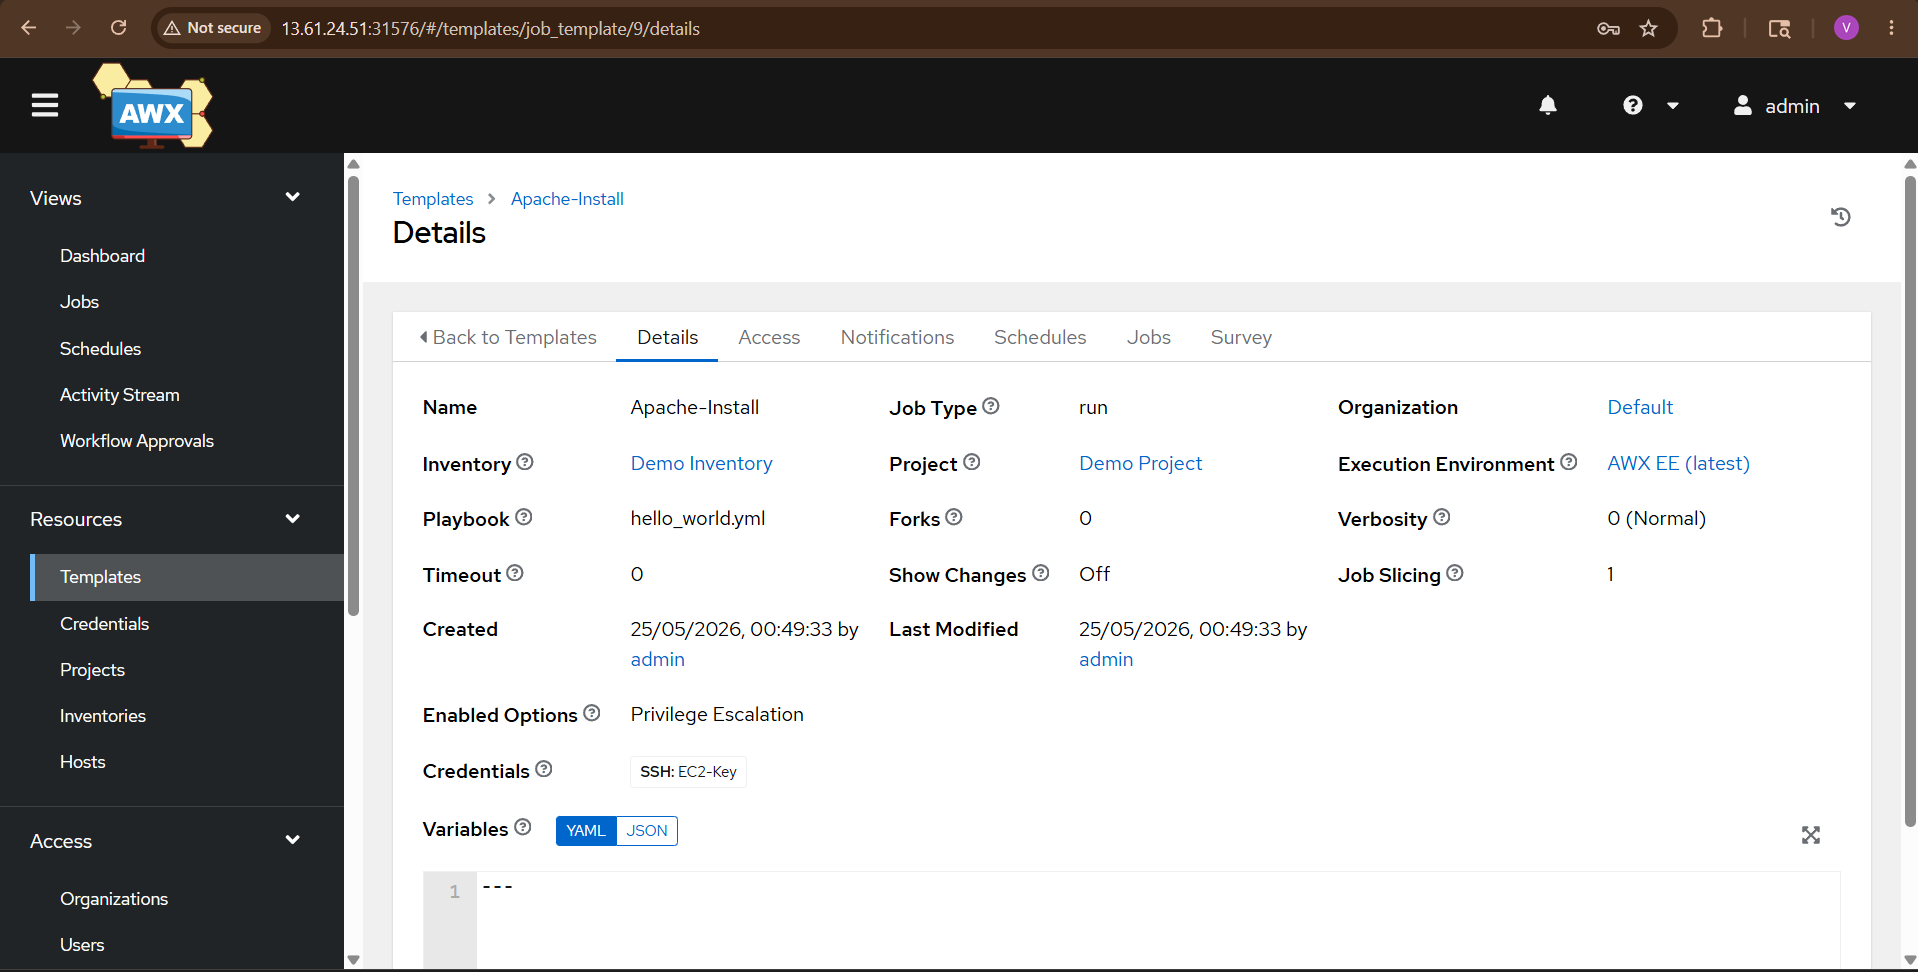 Not secure 13.61.24.51:31576/#/templates/job_template/9/details V
AWX admin
Views
Dashboard
Jobs
Schedules
Activity Stream
Workflow Approvals
Resources
Templates
Credentials
Projects
Inventories
Hosts
Access
Organizations
Users
Templates > Apache-Install
Details
Back to Templates Details Access Notifications Schedules Jobs Survey
Name Apache-Install Job Type run Organization Default
Inventory Demo Inventory Project Demo Project Execution Environment AWX EE (latest)
Playbook hello_world.yml Forks 0 Verbosity 0 (Normal)
Timeout 0 Show Changes Off Job Slicing 1
Created 25/05/2026, 00:49:33 by admin Last Modified 25/05/2026, 00:49:33 by admin
Enabled Options Privilege Escalation
Credentials SSH: EC2-Key
Variables YAML JSON
1 ---